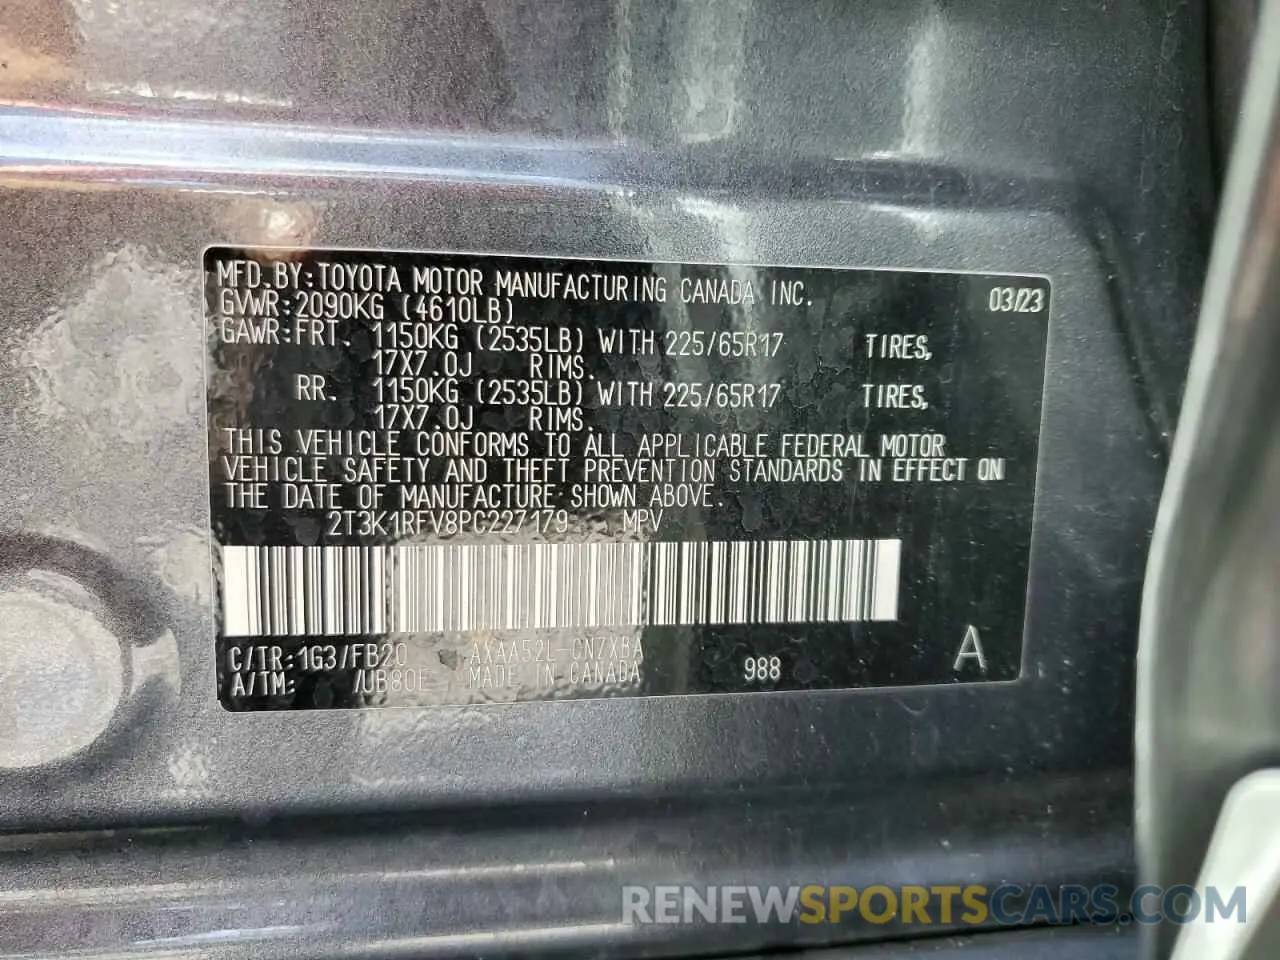 MFD.BY:TOYOTA MOTOR MANUFACTURING CANADA INC. 03/23
GVWR:2090KG (4610LB)
GAWR:FRT. 1150KG (2535LB) WITH 225/65R17 TIRES,
17X7.0J RIMS.
RR. 1150KG (2535LB) WITH 225/65R17 TIRES,
17X7.0J RIMS.
THIS VEHICLE CONFORMS TO ALL APPLICABLE FEDERAL MOTOR
VEHICLE SAFETY AND THEFT PREVENTION STANDARDS IN EFFECT ON
THE DATE OF MANUFACTURE SHOWN ABOVE.
2T3K1RFV8PC227179 MPV
C/TR:1G3/FB20 AXAA52L-CNZXBA A
A/TM: /UB80E MADE IN CANADA 988
RENEWSPORTSCARS.COM